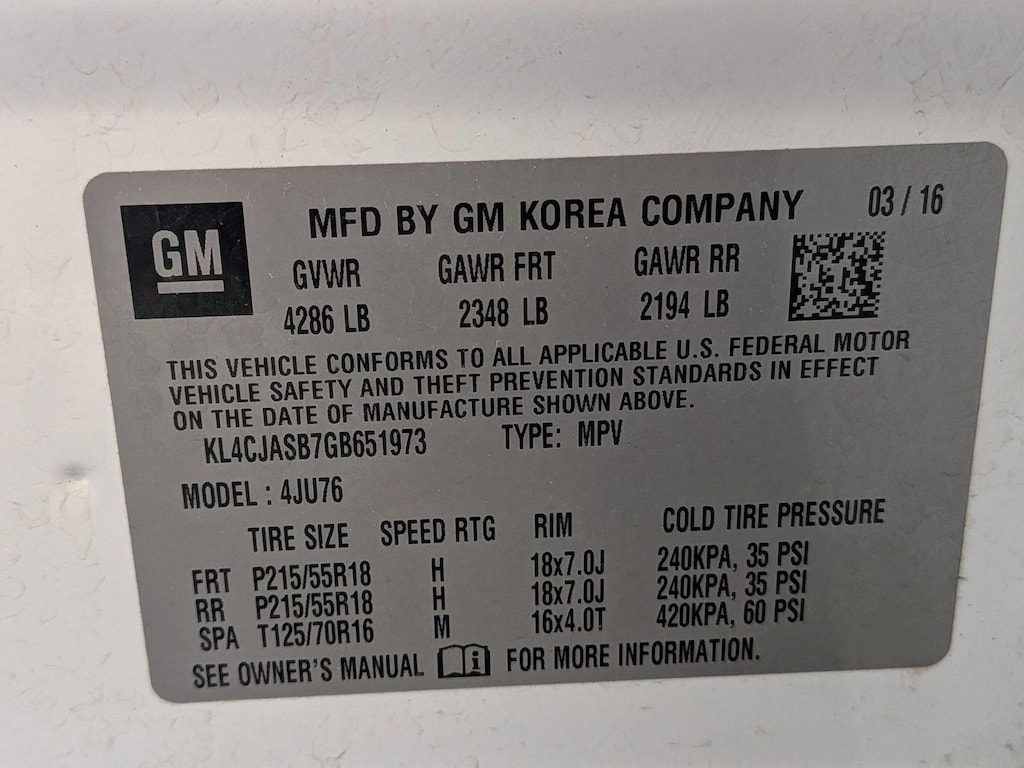 GM
MFD BY GM KOREA COMPANY 03 / 16
GVWR GAWR FRT GAWR RR
4286 LB 2348 LB 2194 LB
THIS VEHICLE CONFORMS TO ALL APPLICABLE U.S. FEDERAL MOTOR
VEHICLE SAFETY AND THEFT PREVENTION STANDARDS IN EFFECT
ON THE DATE OF MANUFACTURE SHOWN ABOVE.
KL4CJASB7GB651973 TYPE: MPV
MODEL : 4JU76
TIRE SIZE SPEED RTG RIM COLD TIRE PRESSURE
FRT P215/55R18 H 18x7.0J 240KPA, 35 PSI
RR P215/55R18 H 18x7.0J 240KPA, 35 PSI
SPA T125/70R16 M 16x4.0T 420KPA, 60 PSI
SEE OWNER'S MANUAL i FOR MORE INFORMATION.